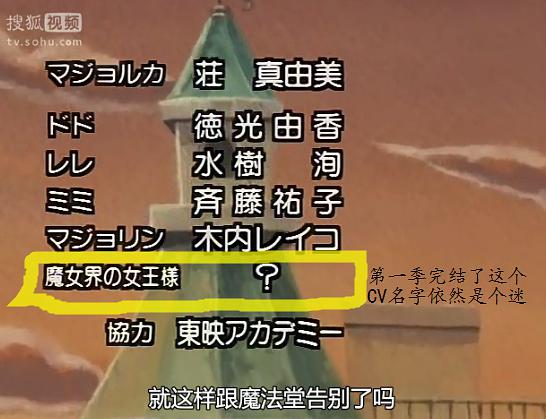 搜狐视频
tv.sohu.com
マジョルカ 荘 真由美
ドド 徳光由香
レレ 水樹 洵
ミミ 斉藤祐子
マジョリン 木内レイコ
魔女界の女王様 ?
第一季完结了这个
CV名字依然是个迷
協力 東映アカデミー
就这样跟魔法堂告别了吗